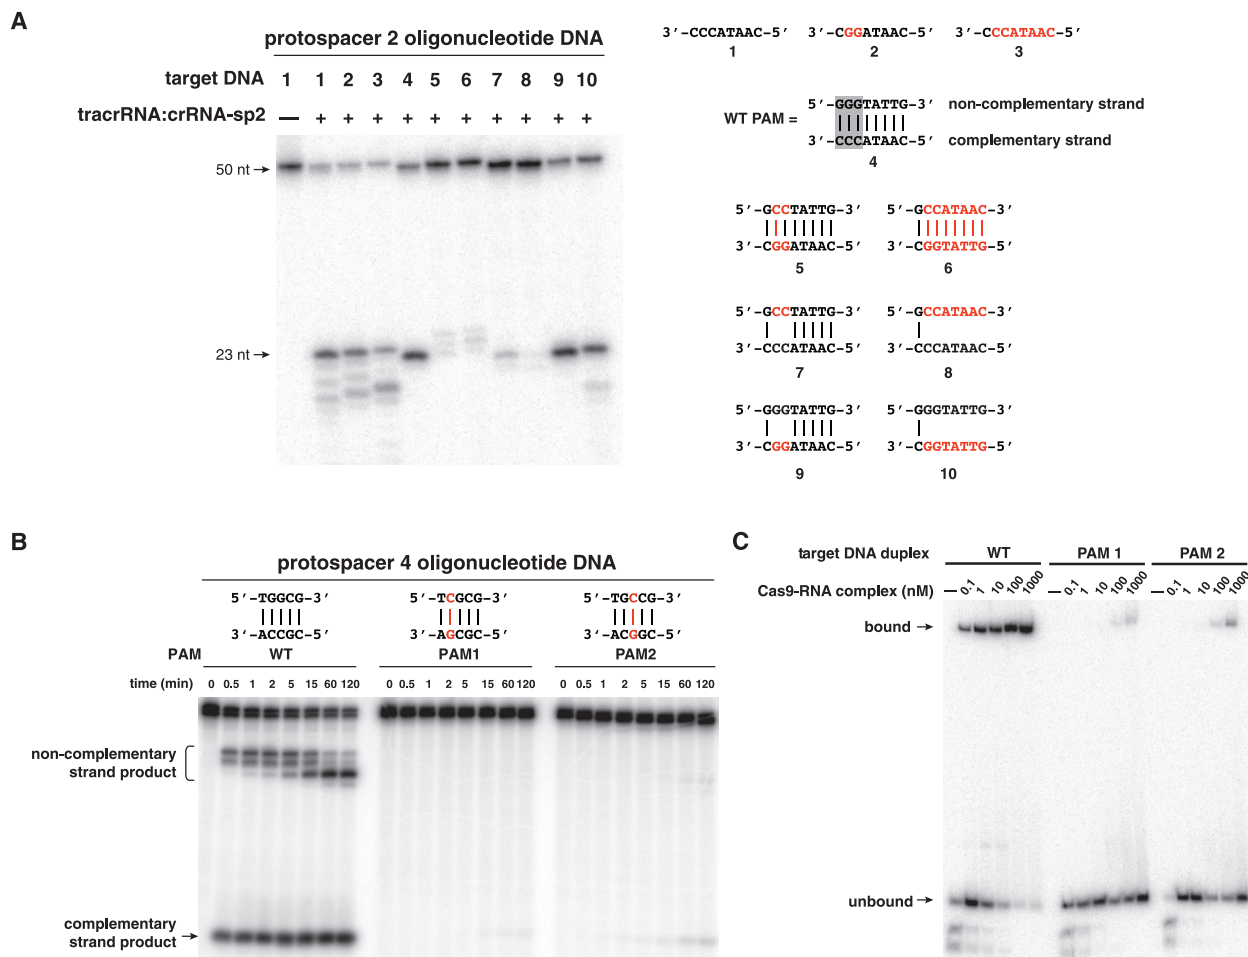 A
protospacer 2 oligonucleotide DNA
target DNA 1 1 2 3 4 5 6 7 8 9 10
tracrRNA:crRNA-sp2 — + + + + + + + + + +
50 nt →
23 nt →
3′-CCCATAAC-5′ 3′-CGGATAAC-5′ 3′-CCCATAAC-5′
1 2 3
5′-GGGTATTG-3′ non-complementary strand
WT PAM =
3′-CCCATAAC-5′ complementary strand
4
5′-GCCTATTG-3′ 5′-GCCATAAC-3′
3′-CGGATAAC-5′ 3′-CGGTATTG-5′
5 6
5′-GCCTATTG-3′ 5′-GCCATAAC-3′
3′-CCCATAAC-5′ 3′-CCCATAAC-5′
7 8
5′-GGGTATTG-3′ 5′-GGGTATTG-3′
3′-CGGATAAC-5′ 3′-CGGTATTG-5′
9 10
B
protospacer 4 oligonucleotide DNA
5′-TGGCG-3′ 5′-TCGCG-3′ 5′-TGCCG-3′
3′-ACCGC-5′ 3′-AGCGC-5′ 3′-ACGGC-5′
PAM WT PAM1 PAM2
time (min) 0 0.5 1 2 5 15 60 120 0 0.5 1 2 5 15 60 120 0 0.5 1 2 5 15 60 120
non-complementary
strand product
complementary
strand product →
C
target DNA duplex WT PAM 1 PAM 2
Cas9-RNA complex (nM) — 0.1 1 10 100 1000 — 0.1 1 10 100 1000 — 0.1 1 10 100 1000
bound →
unbound →